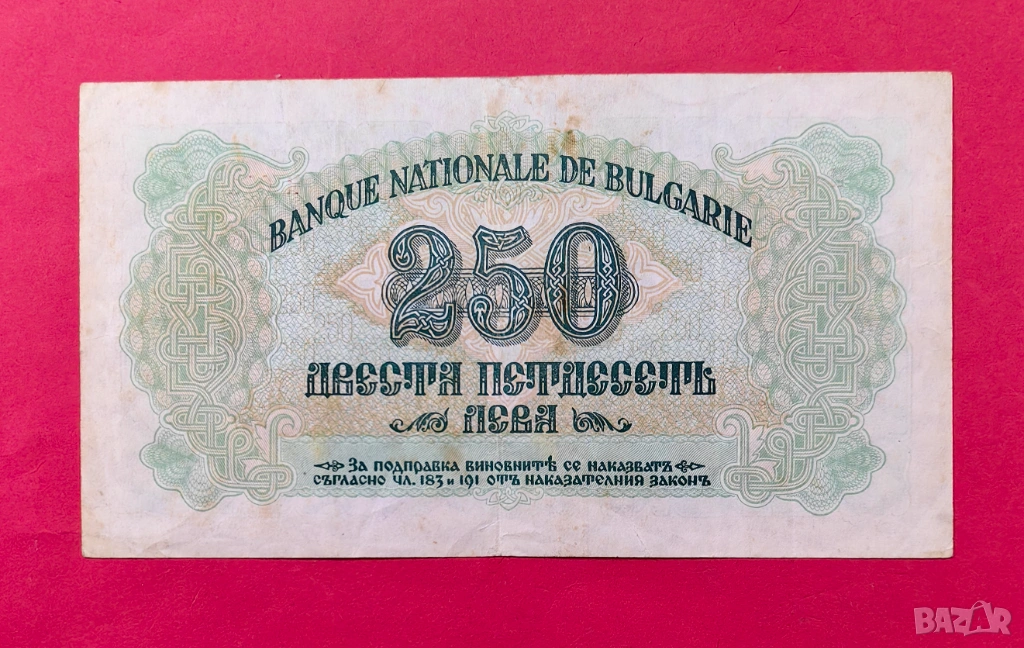 BANQUE NATIONALE DE BULGARIE
250
ДВЕСТА ПЕТДЕСЕТЬ
ЛЕВА
ЗА ПОДПРАВКА ВИНОВНИТѢ СЕ НАКАЗВАТЪ
СЪГЛАСНО ЧЛ. 183 И 191 ОТЪ НАКАЗАТЕЛНИЯ ЗАКОНЪ
BAZAR